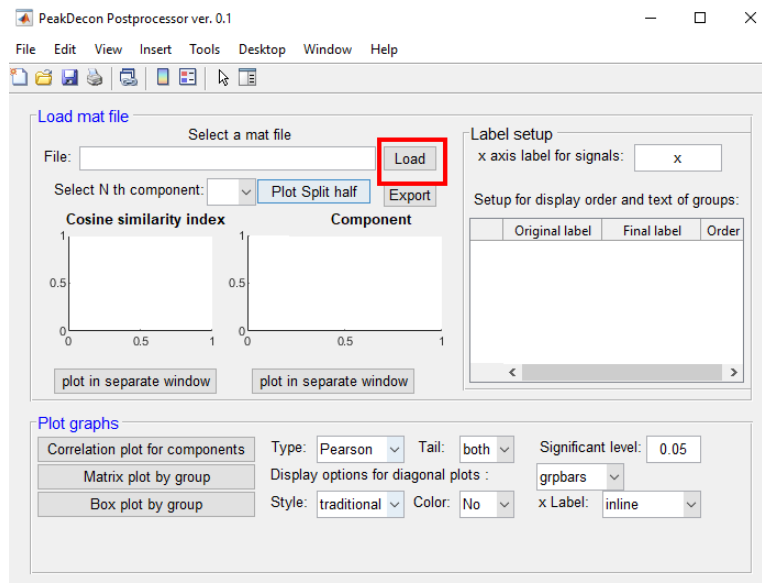 PeakDecon Postprocessor ver. 0.1
File Edit View Insert Tools Desktop Window Help
Load mat file
Select a mat file
File: Load
Select N th component: Plot Split half Export
Cosine similarity index Component
1
0.5
0
0 0.5 1
1
0.5
0
0 0.5 1
plot in separate window plot in separate window
Label setup
x axis label for signals: x
Setup for display order and text of groups:
Original label Final label Order
Plot graphs
Correlation plot for components Type: Pearson Tail: both Significant level: 0.05
Matrix plot by group Display options for diagonal plots : grpbars
Box plot by group Style: traditional Color: No x Label: inline